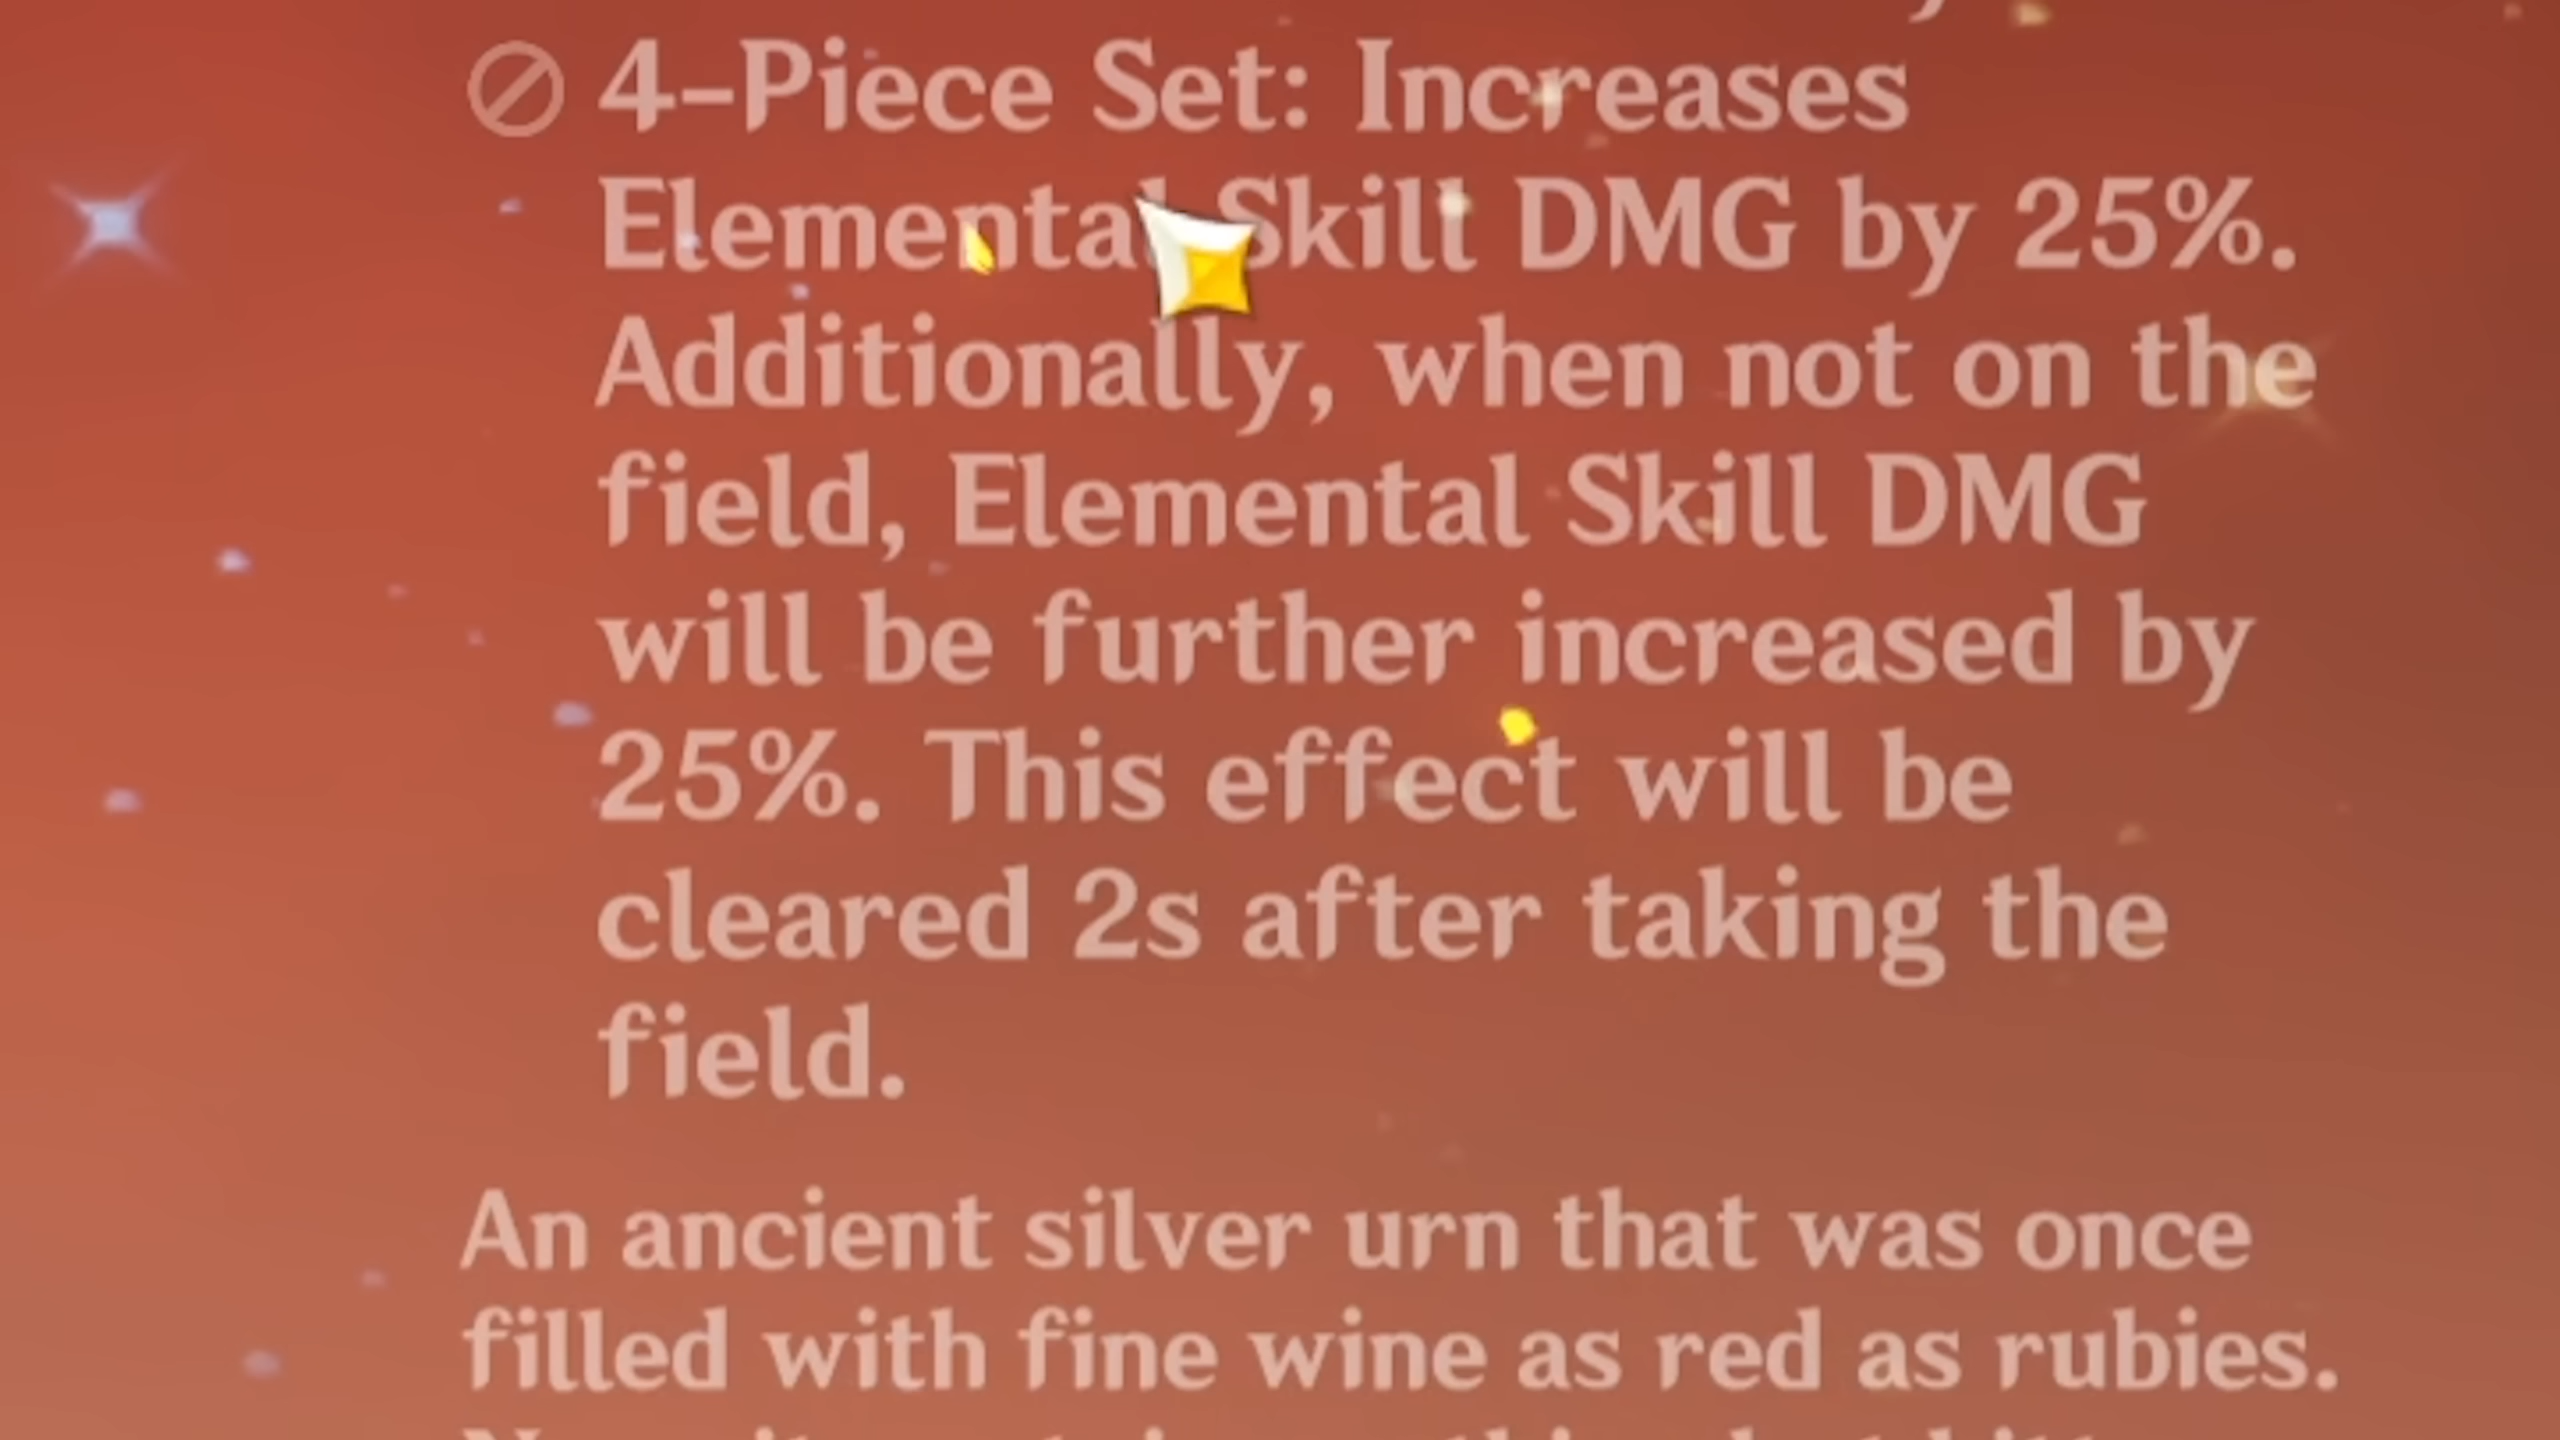 4-Piece Set: Increases
Elemental Skill DMG by 25%.
Additionally, when not on the
field, Elemental Skill DMG
will be further increased by
25%. This effect will be
cleared 2s after taking the
field.
An ancient silver urn that was once
filled with fine wine as red as rubies.